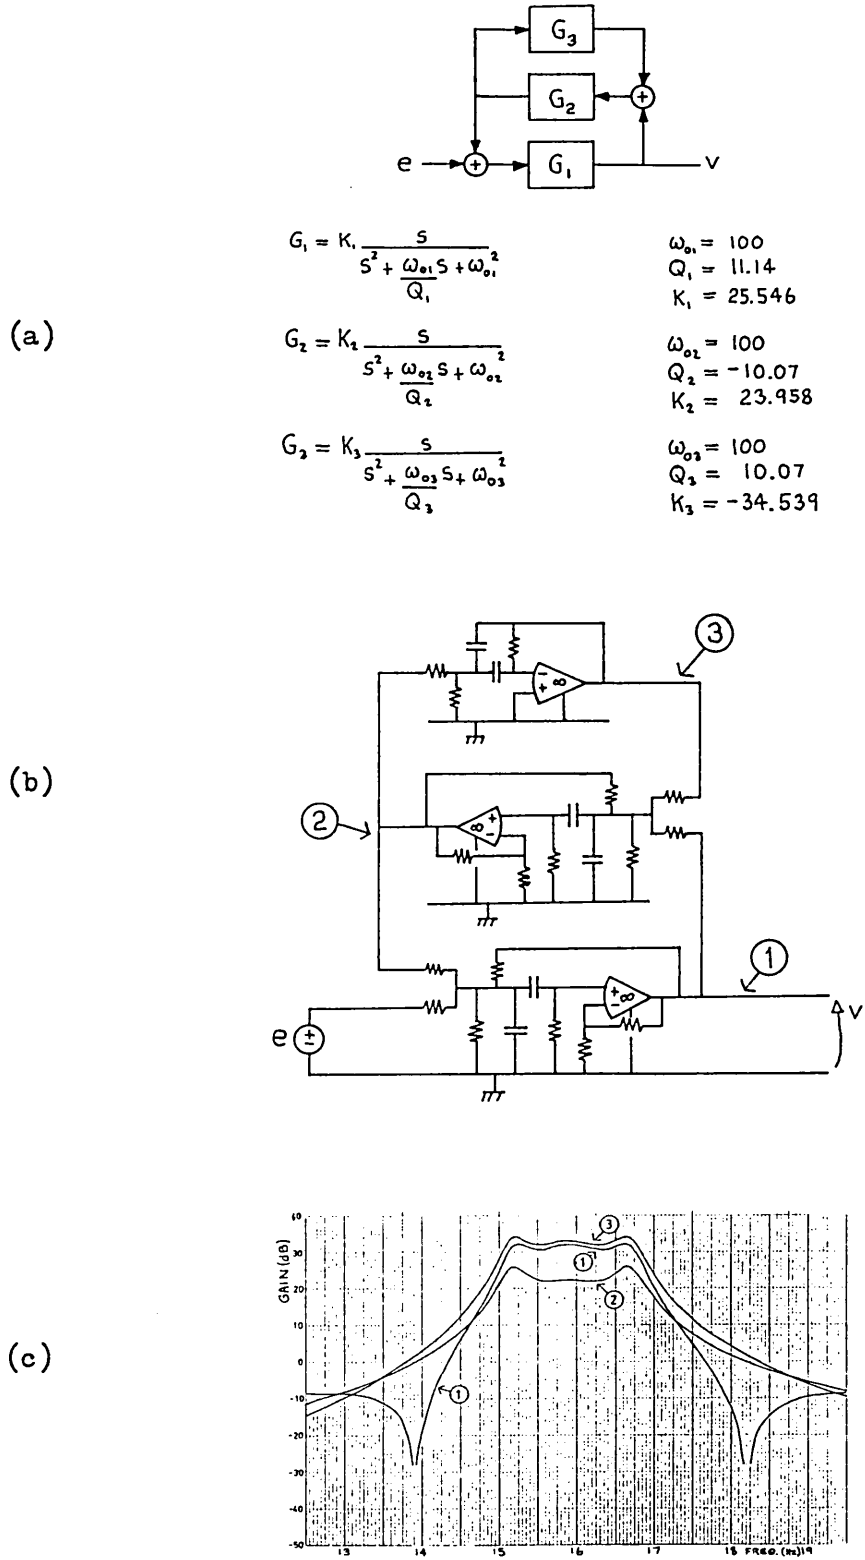 G₃
G₂
e
G₁
v
G₁ = K₁ s / (s² + (ω₀₁/Q₁) s + ω₀₁²)
ω₀₁ = 100
Q₁ = 11.14
K₁ = 25.546
(a)
G₂ = K₂ s / (s² + (ω₀₂/Q₂) s + ω₀₂²)
ω₀₂ = 100
Q₂ = -10.07
K₂ = 23.958
G₃ = K₃ s / (s² + (ω₀₃/Q₃) s + ω₀₃²)
ω₀₃ = 100
Q₃ = 10.07
K₃ = -34.539
(b)
3
- + ∞
2
∞ + -
1
+ - ∞
e
v
(c)
GAIN (dB)
60
30
20
10
0
-10
-20
-30
-40
-50
3
1
2
1
13 14 15 16 17 18 FREQ. (Hz) 19